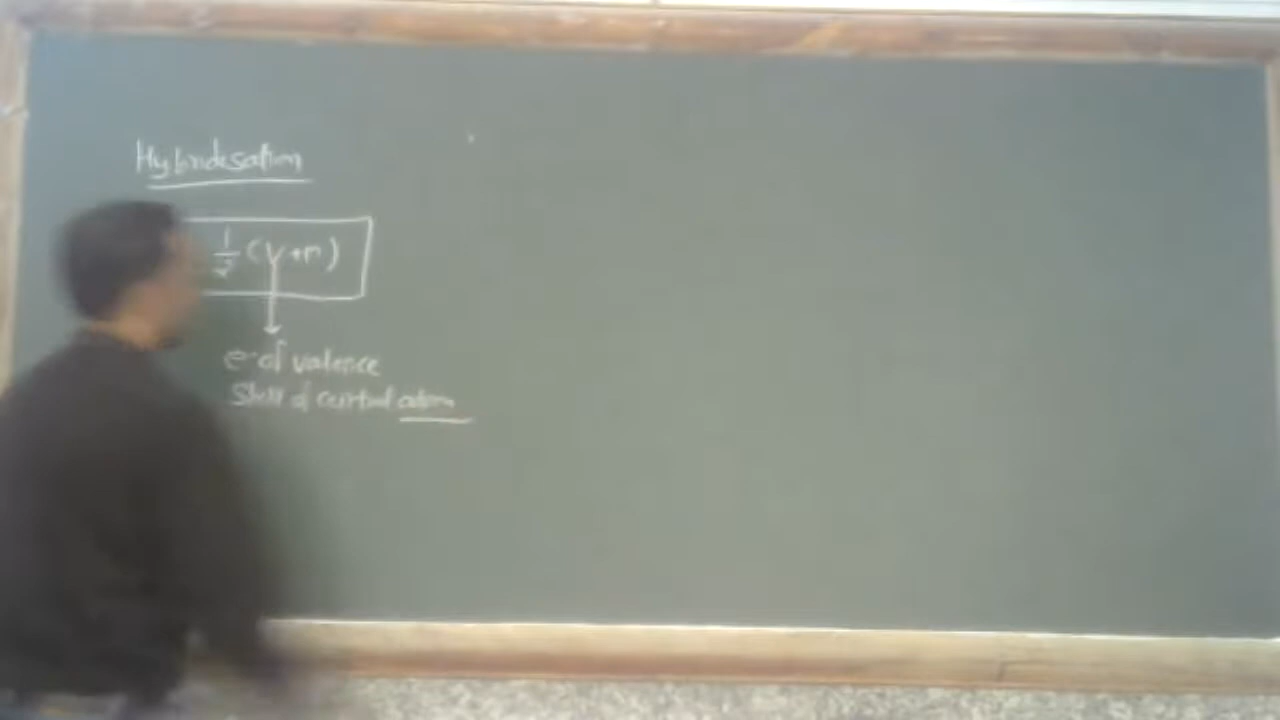 Hybridisation
1/2 (v+n)
e- of valence
Shell of central atom